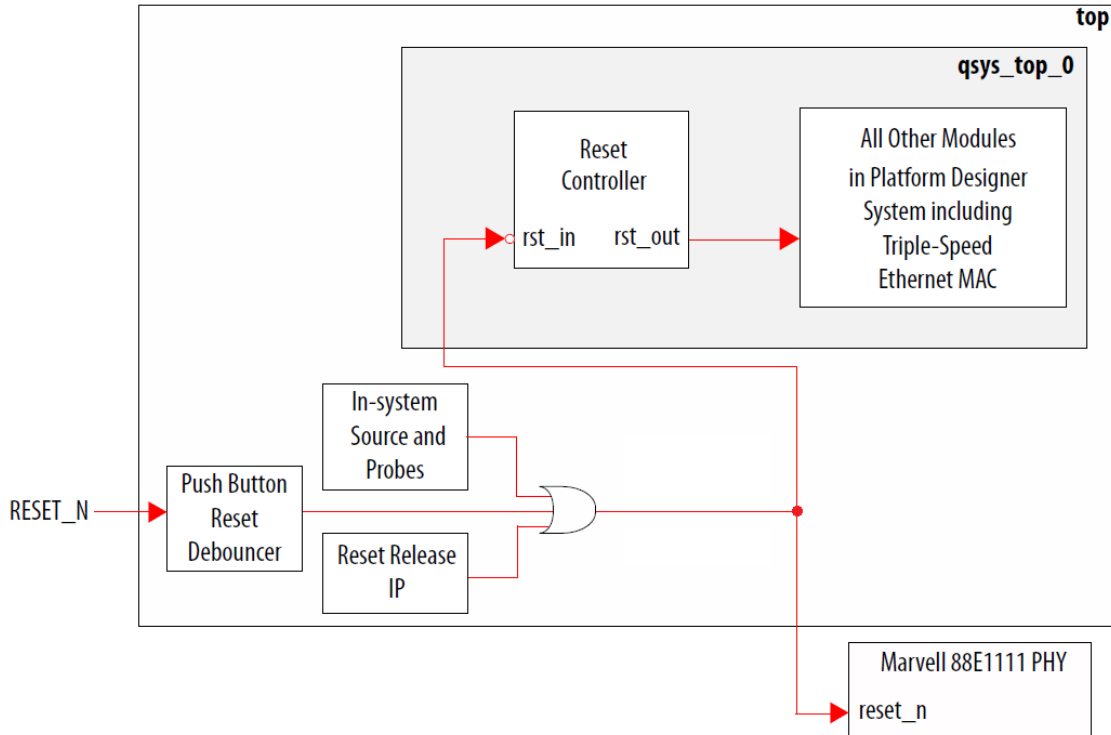 top
qsys_top_0
Reset
Controller
rst_in
rst_out
All Other Modules
in Platform Designer
System including
Triple-Speed
Ethernet MAC
In-system
Source and
Probes
RESET_N
Push Button
Reset
Debouncer
Reset Release
IP
Marvell 88E1111 PHY
reset_n